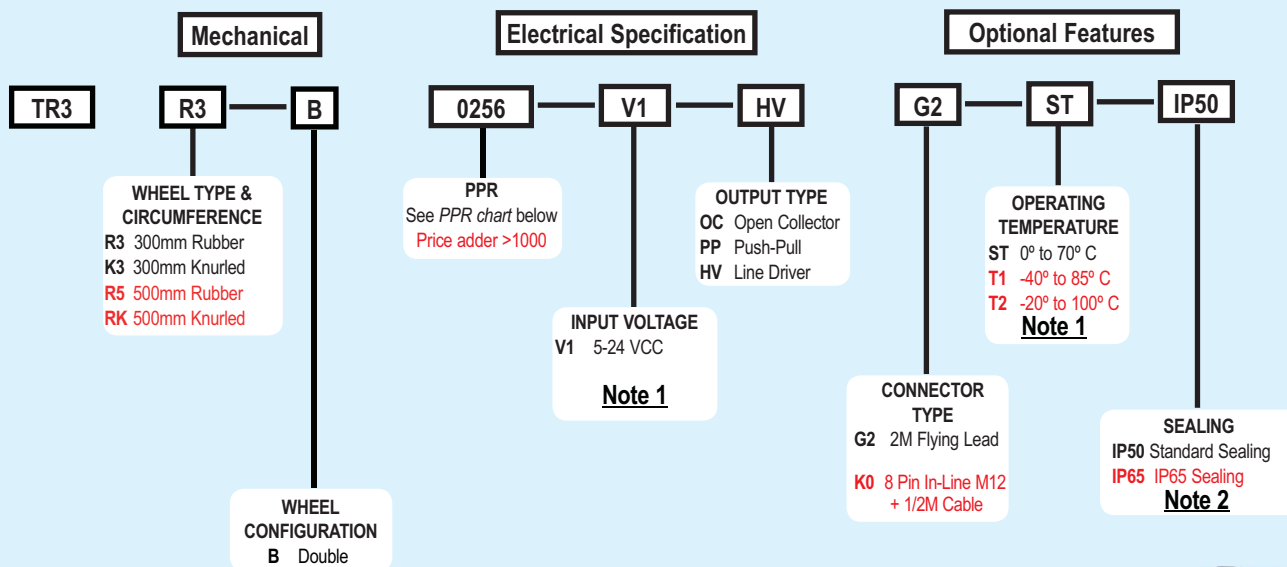 Mechanical
Electrical Specification
Optional Features
TR3
R3
B
0256
V1
HV
G2
ST
IP50
WHEEL TYPE &
CIRCUMFERENCE
R3 300mm Rubber
K3 300mm Knurled
R5 500mm Rubber
RK 500mm Knurled
WHEEL
CONFIGURATION
B Double
PPR
See PPR chart below
Price adder >1000
INPUT VOLTAGE
V1 5-24 VCC
Note 1
OUTPUT TYPE
OC Open Collector
PP Push-Pull
HV Line Driver
CONNECTOR
TYPE
G2 2M Flying Lead
K0 8 Pin In-Line M12
+ 1/2M Cable
OPERATING
TEMPERATURE
ST 0º to 70º C
T1 -40º to 85º C
T2 -20º to 100º C
Note 1
SEALING
IP50 Standard Sealing
IP65 IP65 Sealing
Note 2